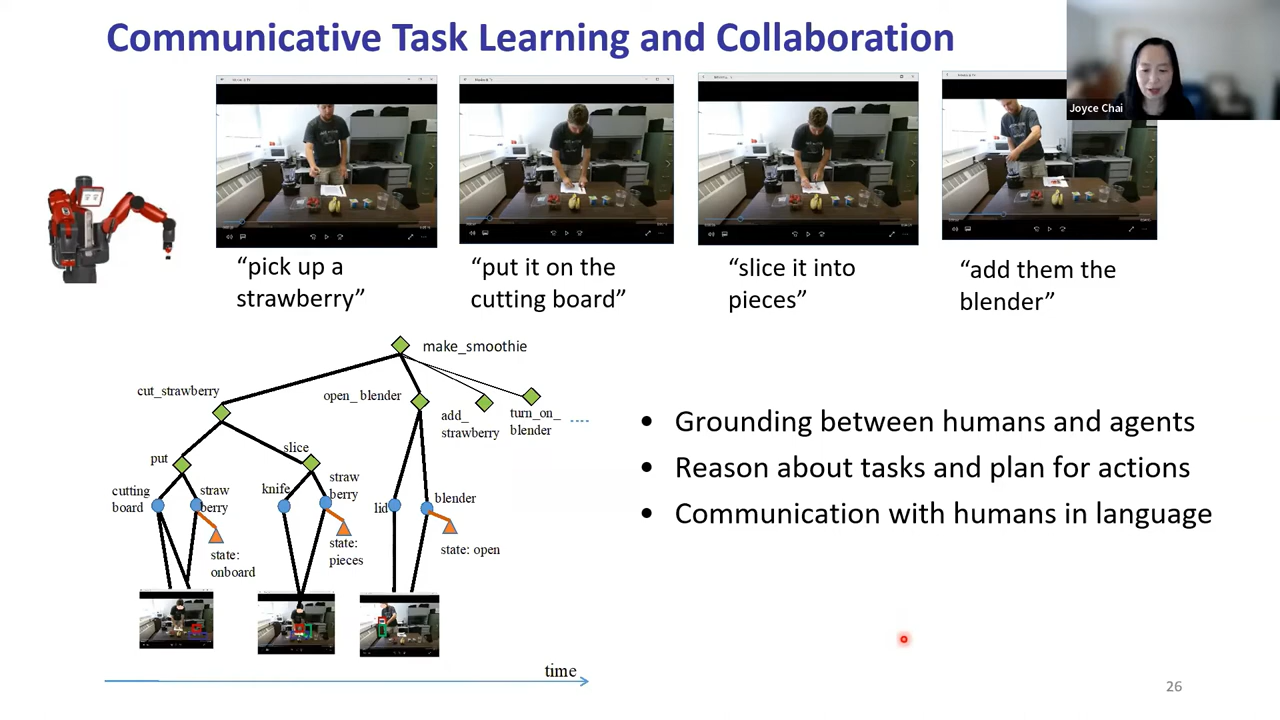 Communicative Task Learning and Collaboration
Joyce Chai
“pick up a
strawberry”
“put it on the
cutting board”
“slice it into
pieces”
“add them the
blender”
make_smoothie
cut_strawberry
open_ blender
add_
strawberry
turn_on_
blender
put
slice
cutting
board
straw
berry
knife
straw
berry
lid
blender
state:
onboard
state:
pieces
state: open
time
• Grounding between humans and agents
• Reason about tasks and plan for actions
• Communication with humans in language
26